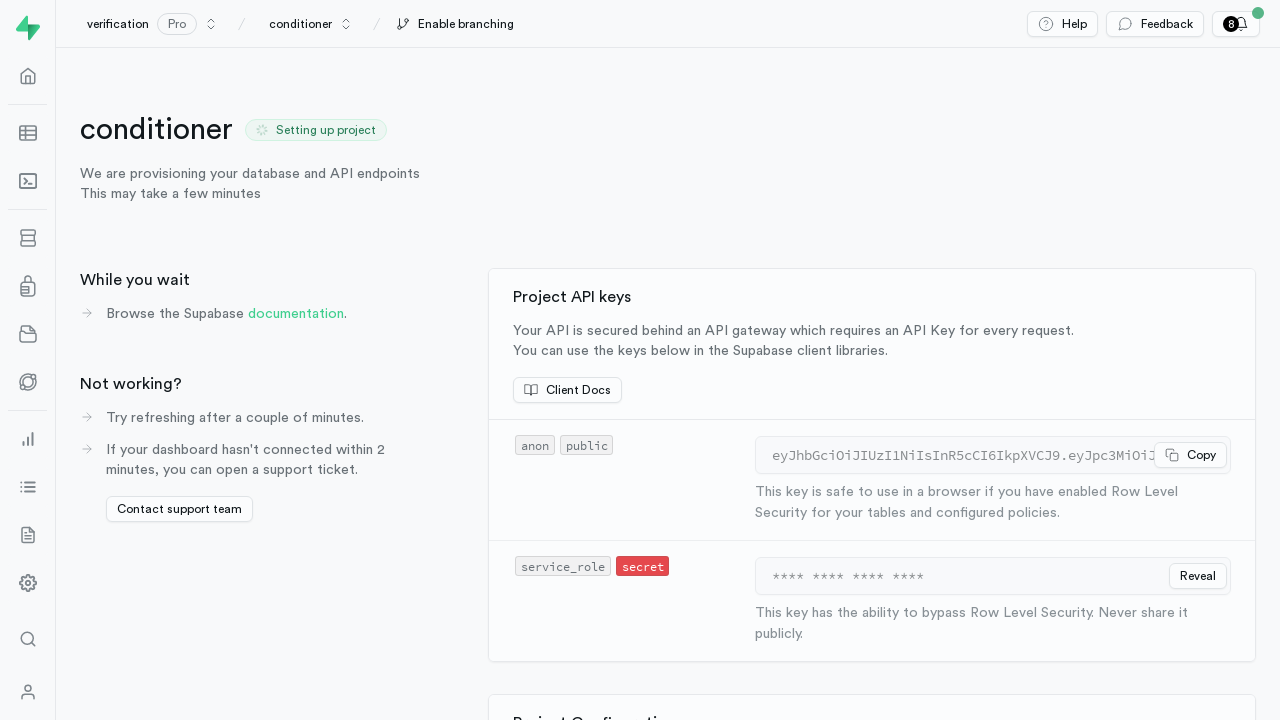 verification Pro / conditioner / Enable branching
Help Feedback 8
conditioner Setting up project
We are provisioning your database and API endpoints
This may take a few minutes
While you wait
Browse the Supabase documentation.
Not working?
Try refreshing after a couple of minutes.
If your dashboard hasn't connected within 2
minutes, you can open a support ticket.
Contact support team
Project API keys
Your API is secured behind an API gateway which requires an API Key for every request.
You can use the keys below in the Supabase client libraries.
Client Docs
anon public
eyJhbGciOiJIUzI1NiIsInR5cCI6IkpXVCJ9.eyJpc3MiOiJ Copy
This key is safe to use in a browser if you have enabled Row Level
Security for your tables and configured policies.
service_role secret
**** **** **** **** Reveal
This key has the ability to bypass Row Level Security. Never share it
publicly.
Project Configuration